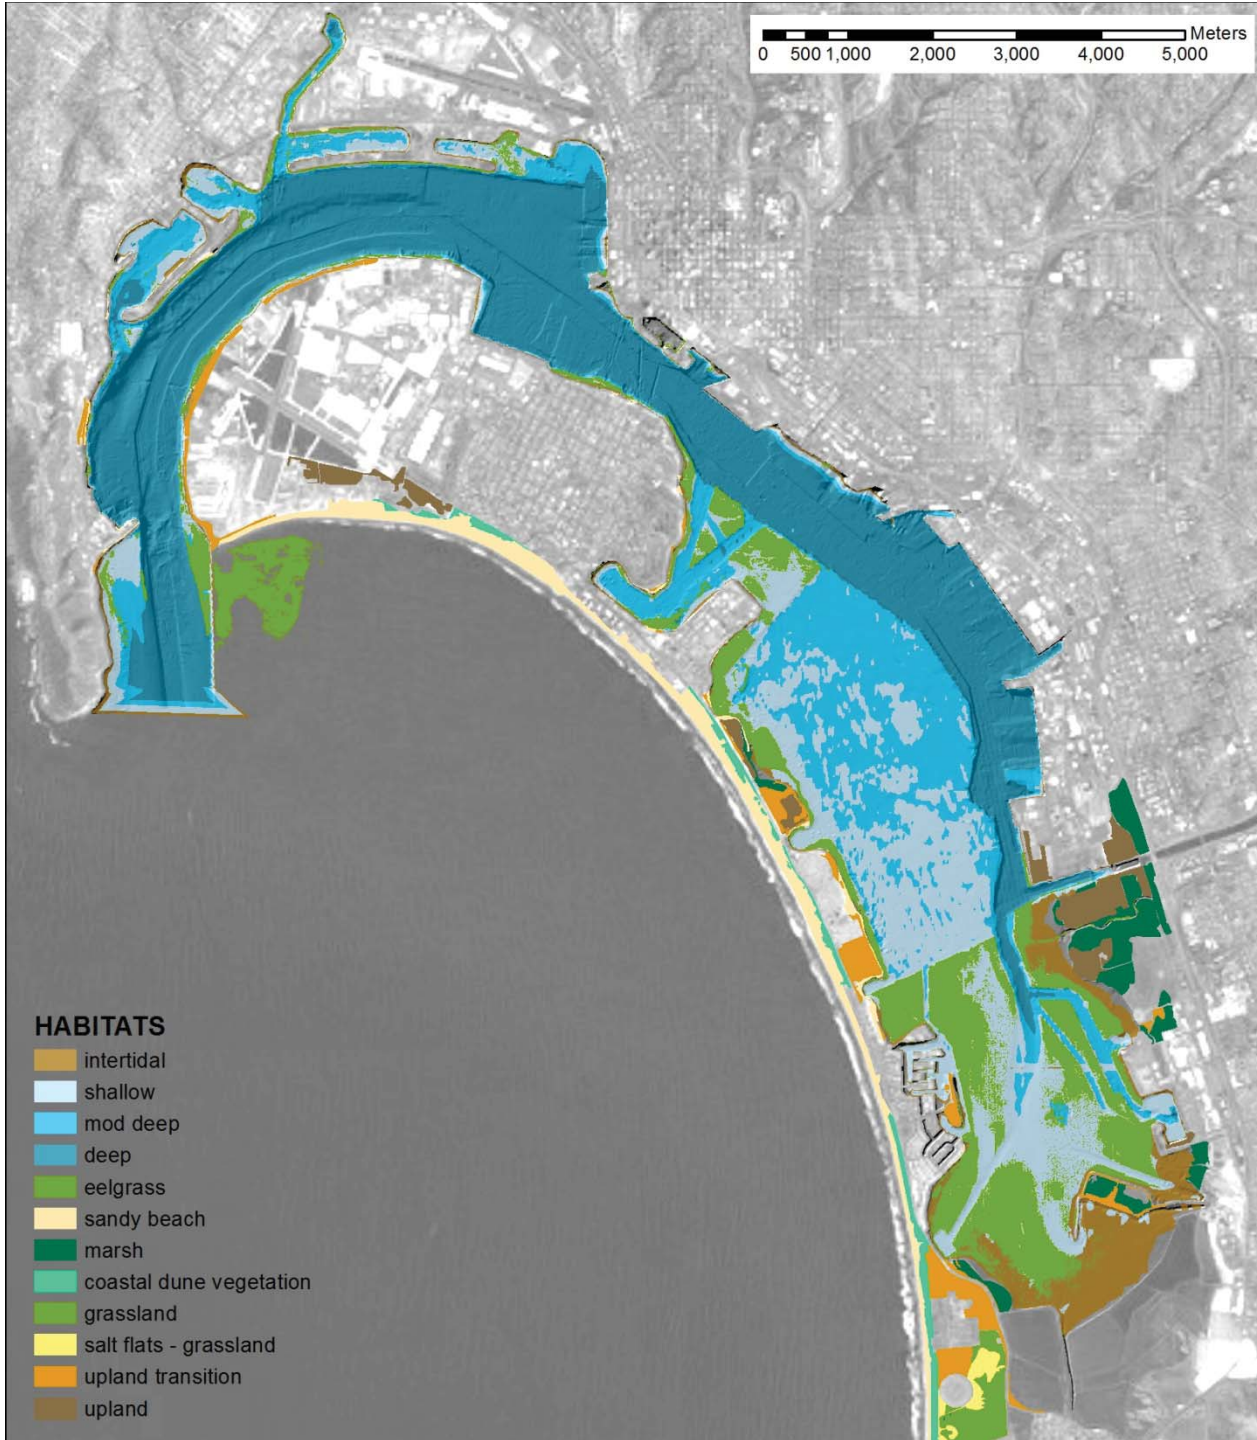 Meters
0 500 1,000 2,000 3,000 4,000 5,000
HABITATS
intertidal
shallow
mod deep
deep
eelgrass
sandy beach
marsh
coastal dune vegetation
grassland
salt flats - grassland
upland transition
upland